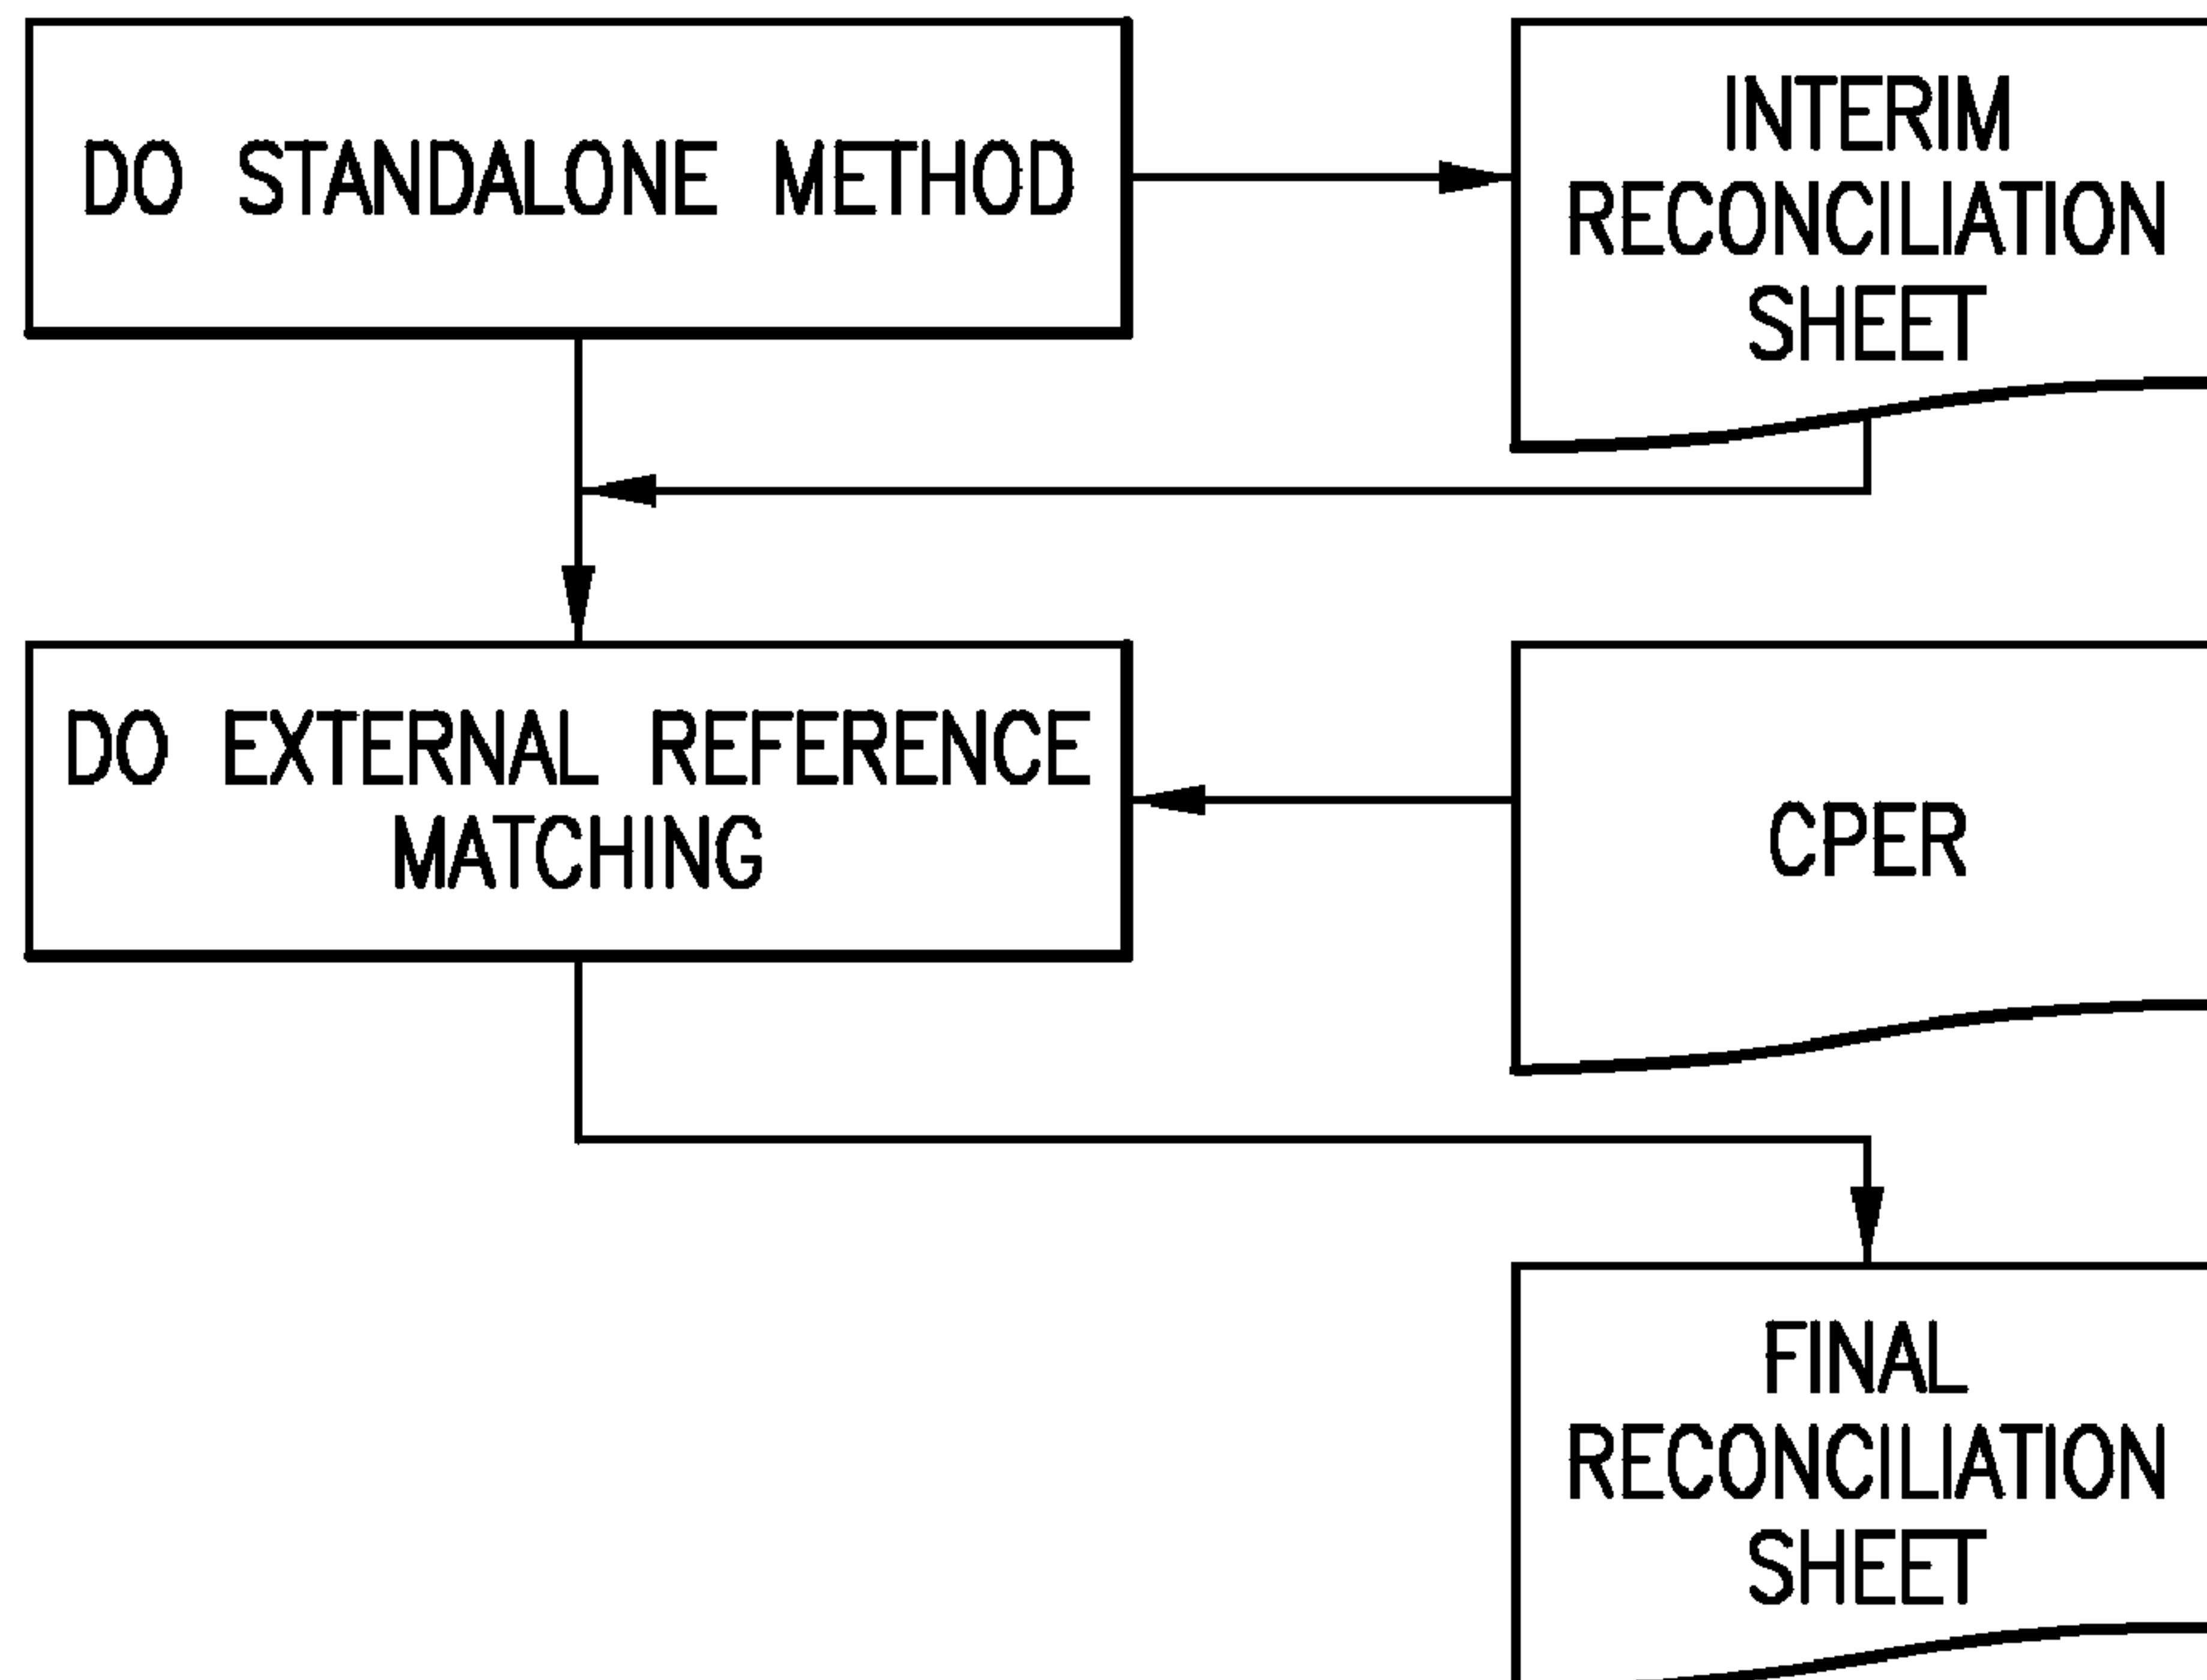 DO STANDALONE METHOD
INTERIM
RECONCILIATION
SHEET
DO EXTERNAL REFERENCE
MATCHING
CPER
FINAL
RECONCILIATION
SHEET